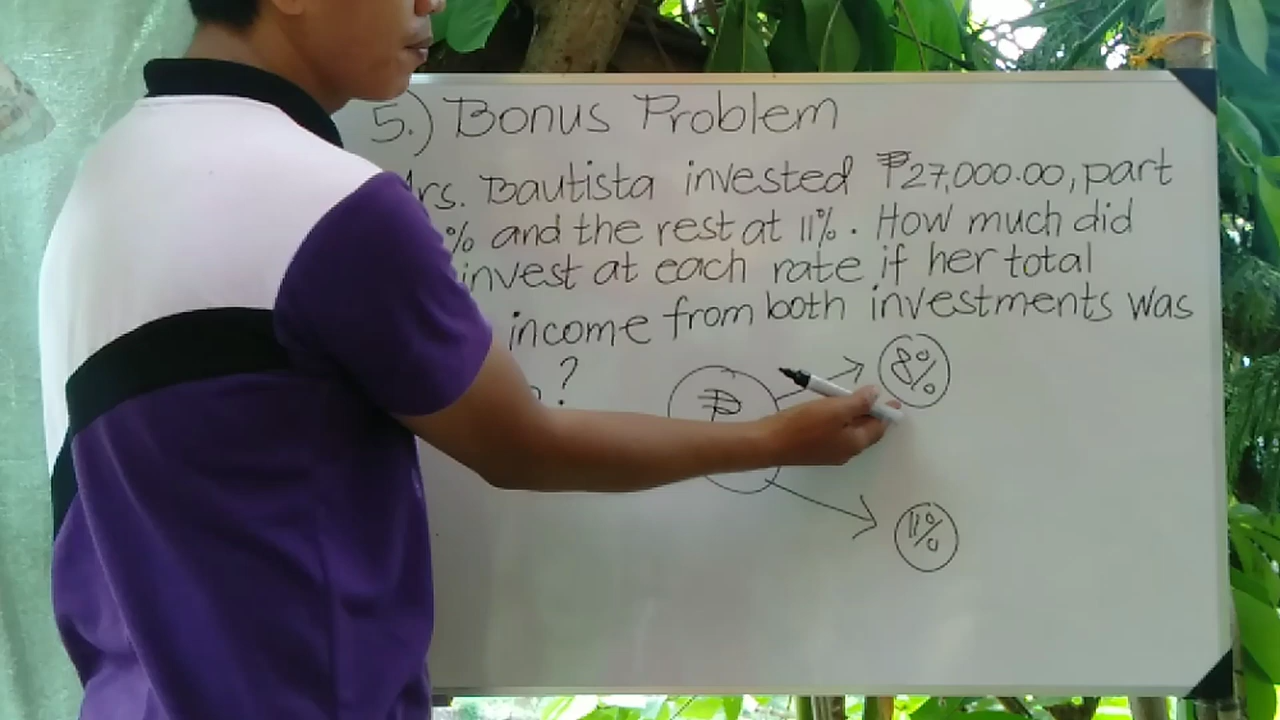 5.) Bonus Problem
Mrs. Bautista invested ₱27,000.00, part
% and the rest at 11%. How much did
invest at each rate if her total
income from both investments was
?
₱
8%
11%